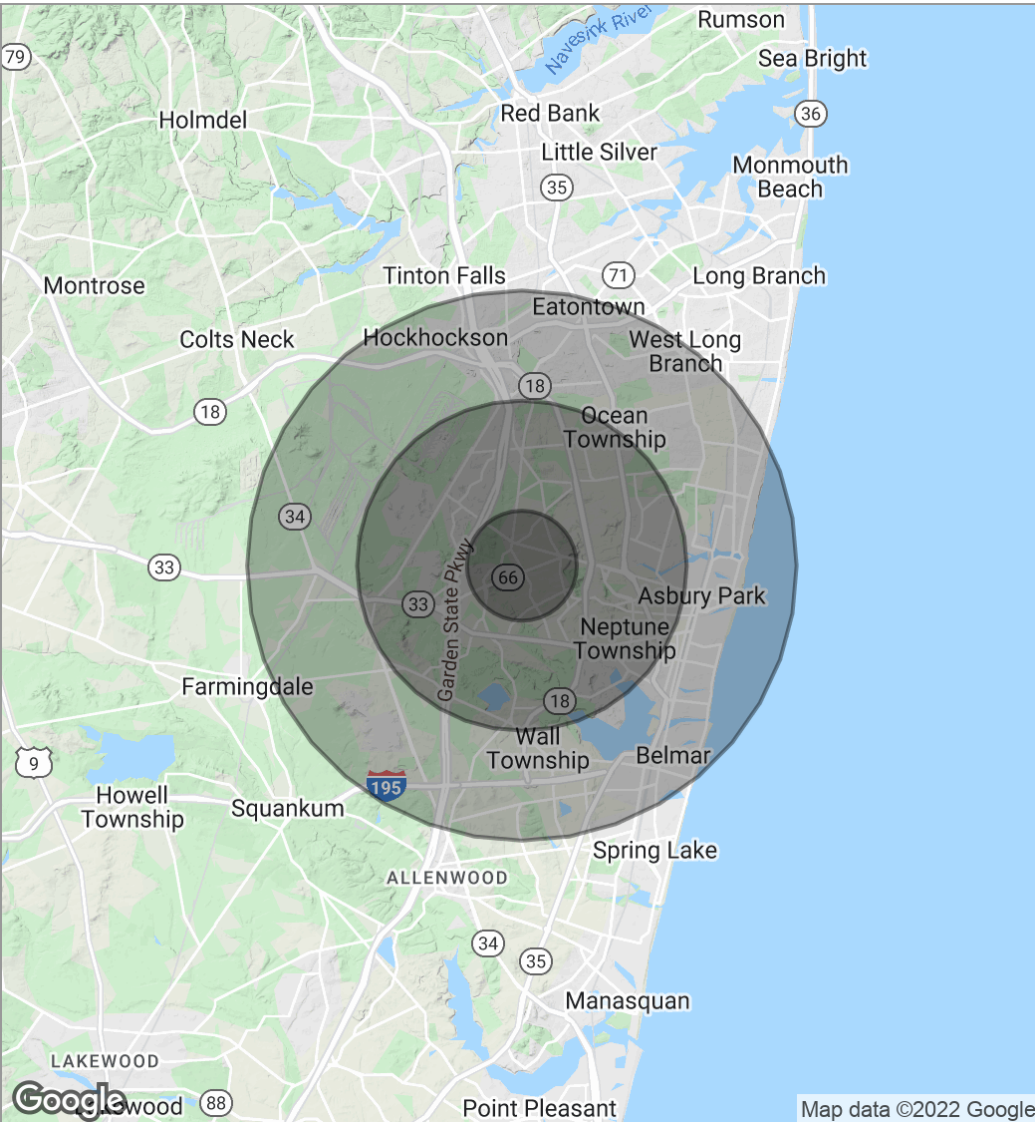 Rumson
Navesink River
79
Sea Bright
Red Bank
36
Holmdel
Little Silver
Monmouth
Beach
35
Tinton Falls
71
Long Branch
Montrose
Eatontown
Colts Neck
Hockhockson
West Long
Branch
18
18
Ocean
Township
34
33
66
Garden State Pkwy
33
Asbury Park
Neptune
Township
Farmingdale
18
Wall
Township
Belmar
9
195
Howell
Township
Squankum
Spring Lake
ALLENWOOD
34
35
Manasquan
LAKEWOOD
Google
Lakewood
88
Point Pleasant
Map data ©2022 Google